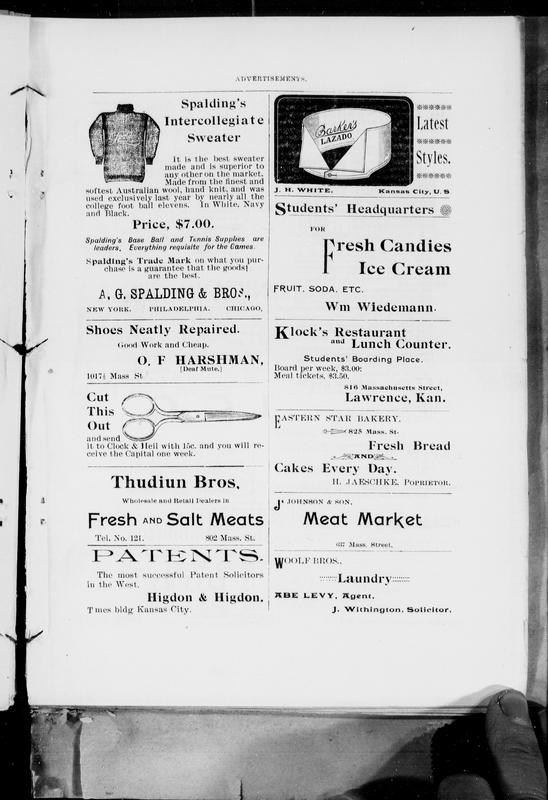 ADVERTISEMENTS.
Spalding's
Intercollegiate
Sweater
It is the best sweater
made and is superior to
any other on the market.
Made from the finest and
softest Australian wool, hand knit, and was
used exclusively last year by nearly all the
college foot ball elevens. In White, Navy
and Black.
Price, $7.00.
Spalding's Base Ball and Tennis Supplies are
leaders, Everything requisite for the Games.
Spalding's Trade Mark on what you pur-
chase is a guarantee that the goods
are the best.
A. G. SPALDING & BROS.,
NEW YORK. PHILADELPHIA. CHICAGO,
Shoes Neatly Repaired.
Good Work and Cheap.
O. F HARSHMAN,
[Deaf Mute.]
1017½ Mass St
Cut
This
Out
and send
it to Clock & Hell with 15c. and you will re-
ceive the Capital one week.
Thudiun Bros,
Wholesale and Retail Dealers in
Fresh AND Salt Meats
Tel. No. 121. 802 Mass. St.
PATENTS.
The most successful Patent Solicitors
in the West.
Higdon & Higdon.
Times bldg Kansas City.
Barker's
LAZADO
Latest
Styles.
J. H. WHITE, Kansas City, U. S
Students' Headquarters
FOR
Fresh Candies
Ice Cream
FRUIT. SODA. ETC.
Wm Wiedemann.
Klock's Restaurant
and Lunch Counter.
Students' Boarding Place.
Board per week, $3.00:
Meal tickets, $3.50.
816 Massachusetts Street,
Lawrence, Kan.
EASTERN STAR BAKERY.
825 Mass. St.
Fresh Bread
AND
Cakes Every Day.
H. JAESCHKE, POPRIETOR.
J. JOHNSON & SON,
Meat Market
637 Mass. Street,
WOOLF BROS.,
Laundry
ABE LEVY, Agent,
J. Withington, Solicitor.